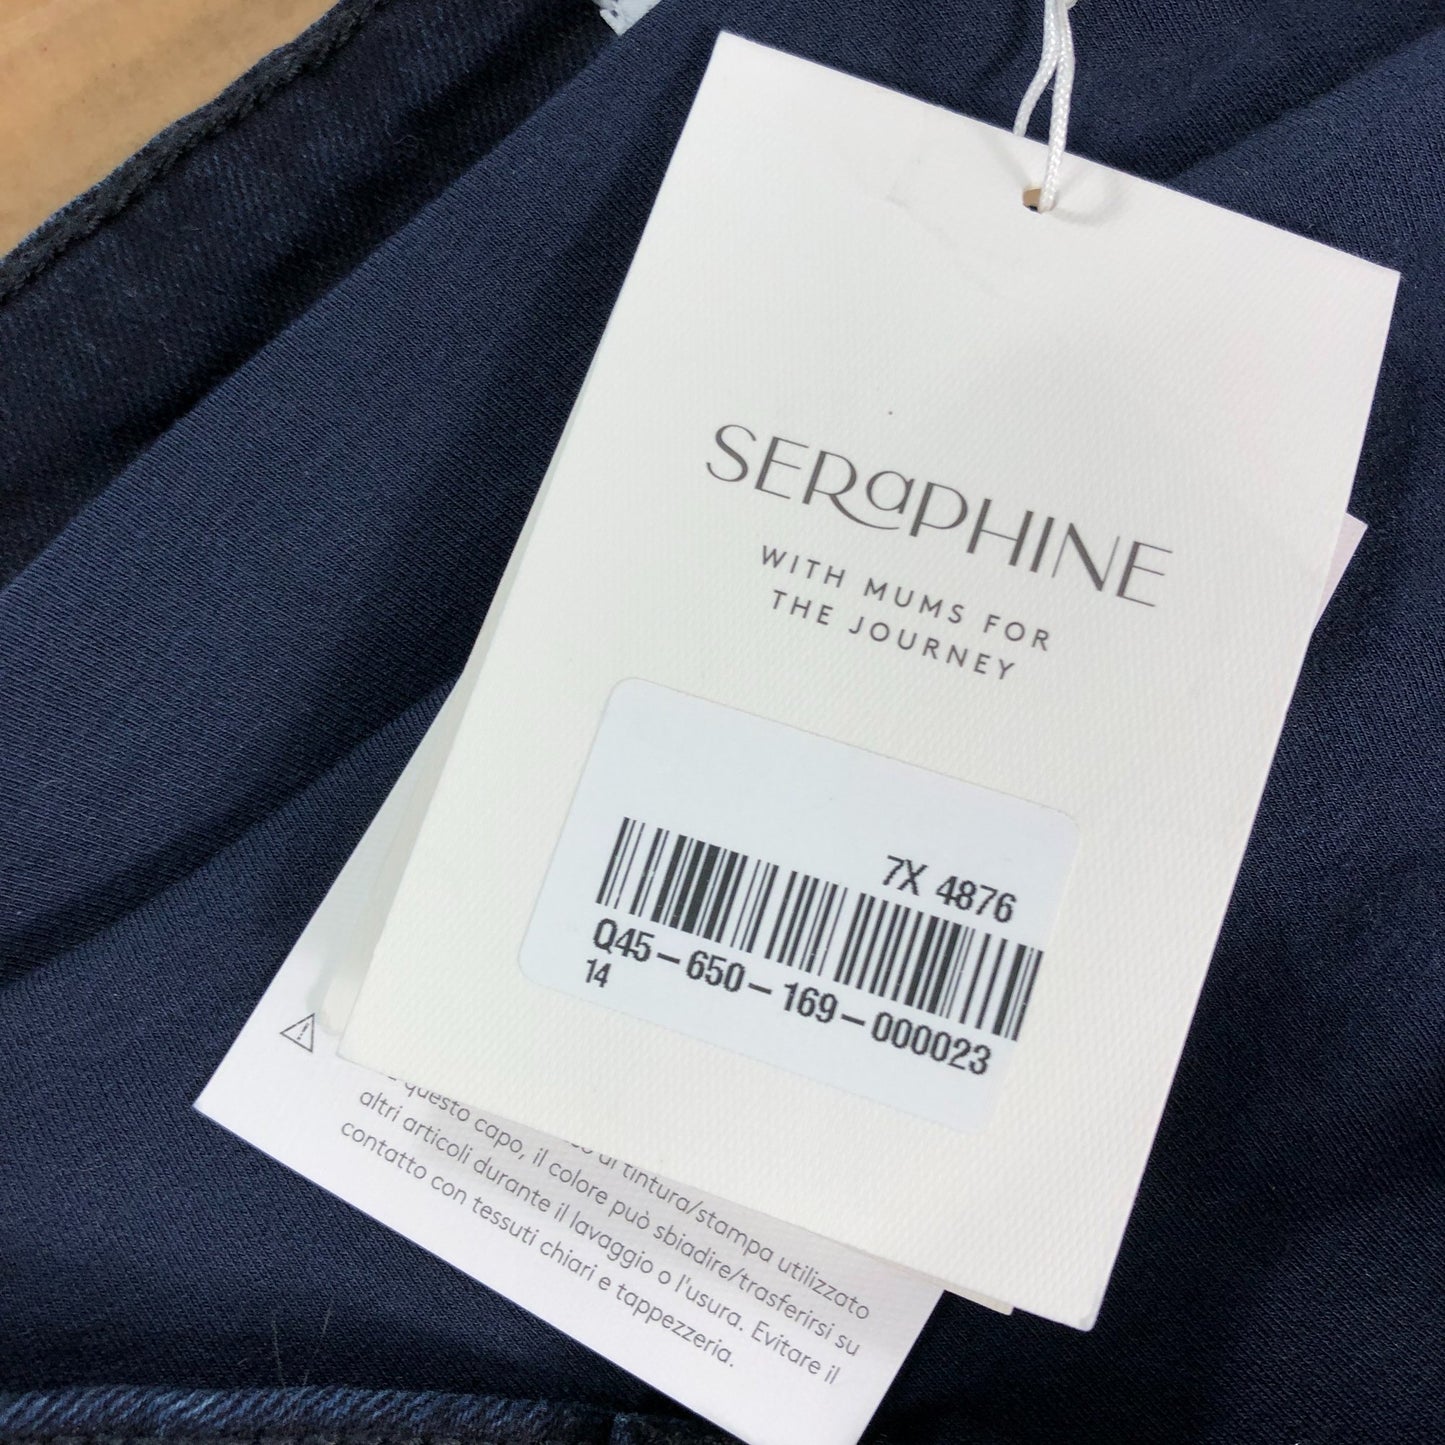 SERaPHINE
WITH MUMS FOR
THE JOURNEY
7X 4876
Q45-650-169-000023
14
questo capo, il colore può sbiadire/trasferirsi su
di tintura/stampa utilizzato
altri articoli durante il lavaggio o l'usura. Evitare il
contatto con tessuti chiari e tappezzeria.